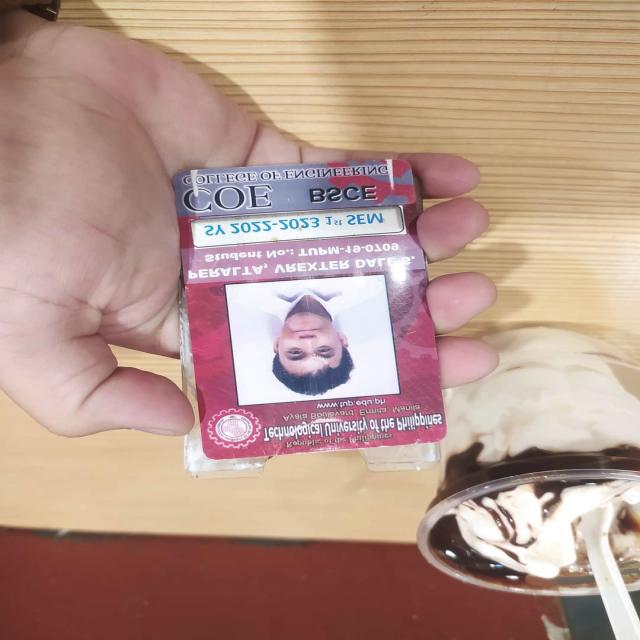 Republic of the Philippines
Technological University of the Philippines
Ayala Boulevard, Ermita, Manila
www.tup.edu.ph
PERALTA, VREXTER DALE S.
Student No.: TUPM-19-0709
SY 2022-2023 1st SEM
COE BSCE
COLLEGE OF ENGINEERING